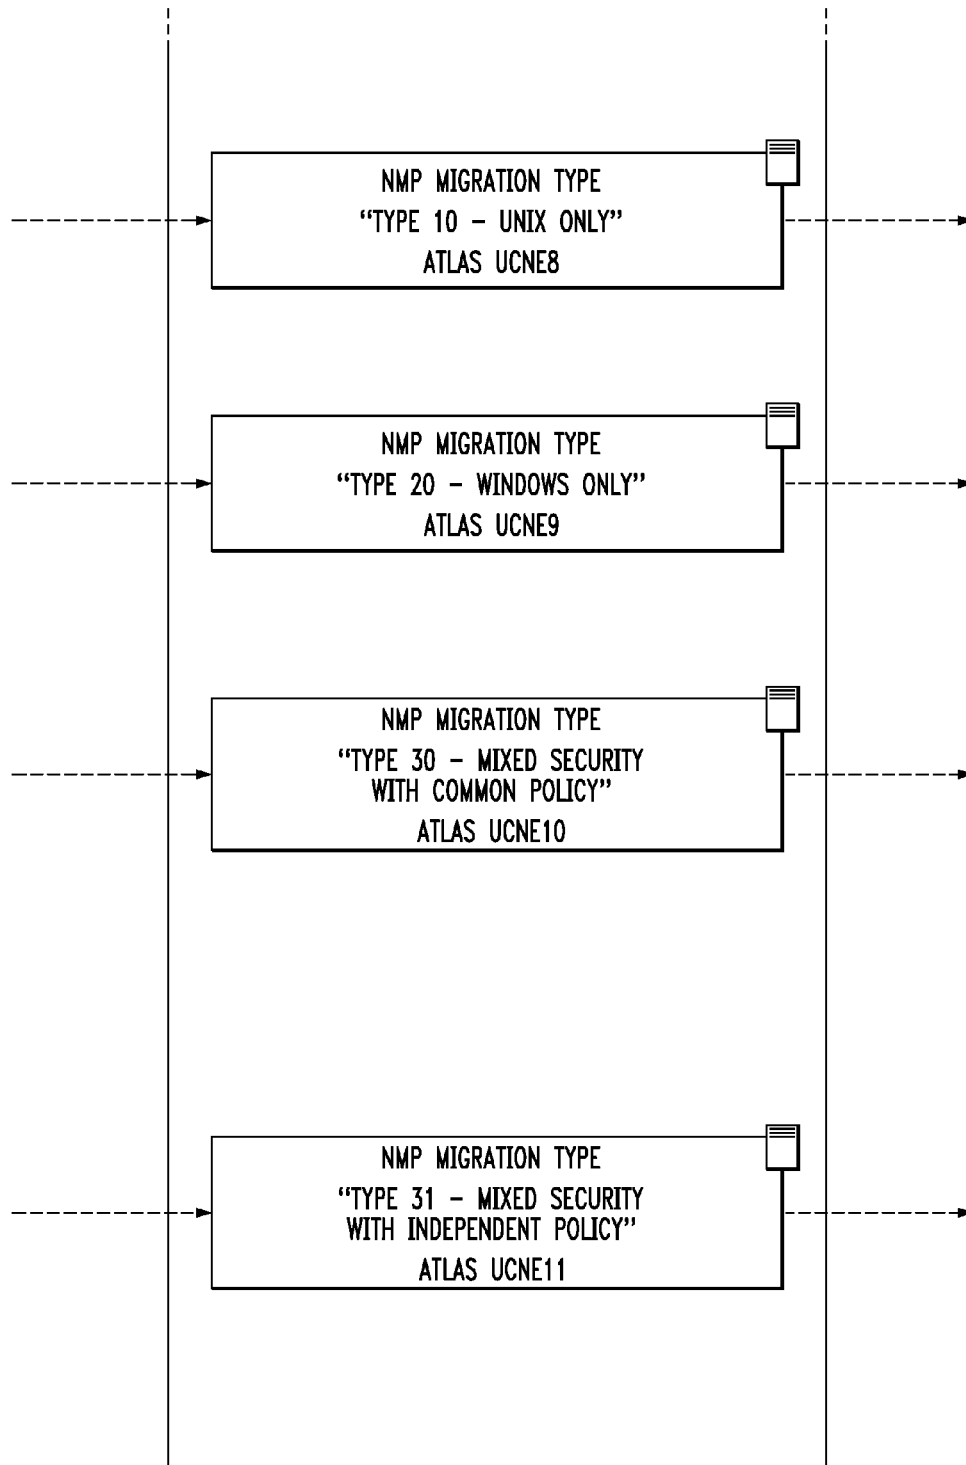 NMP MIGRATION TYPE
“TYPE 10 – UNIX ONLY”
ATLAS UCNE8
NMP MIGRATION TYPE
“TYPE 20 – WINDOWS ONLY”
ATLAS UCNE9
NMP MIGRATION TYPE
“TYPE 30 – MIXED SECURITY
WITH COMMON POLICY”
ATLAS UCNE10
NMP MIGRATION TYPE
“TYPE 31 – MIXED SECURITY
WITH INDEPENDENT POLICY”
ATLAS UCNE11